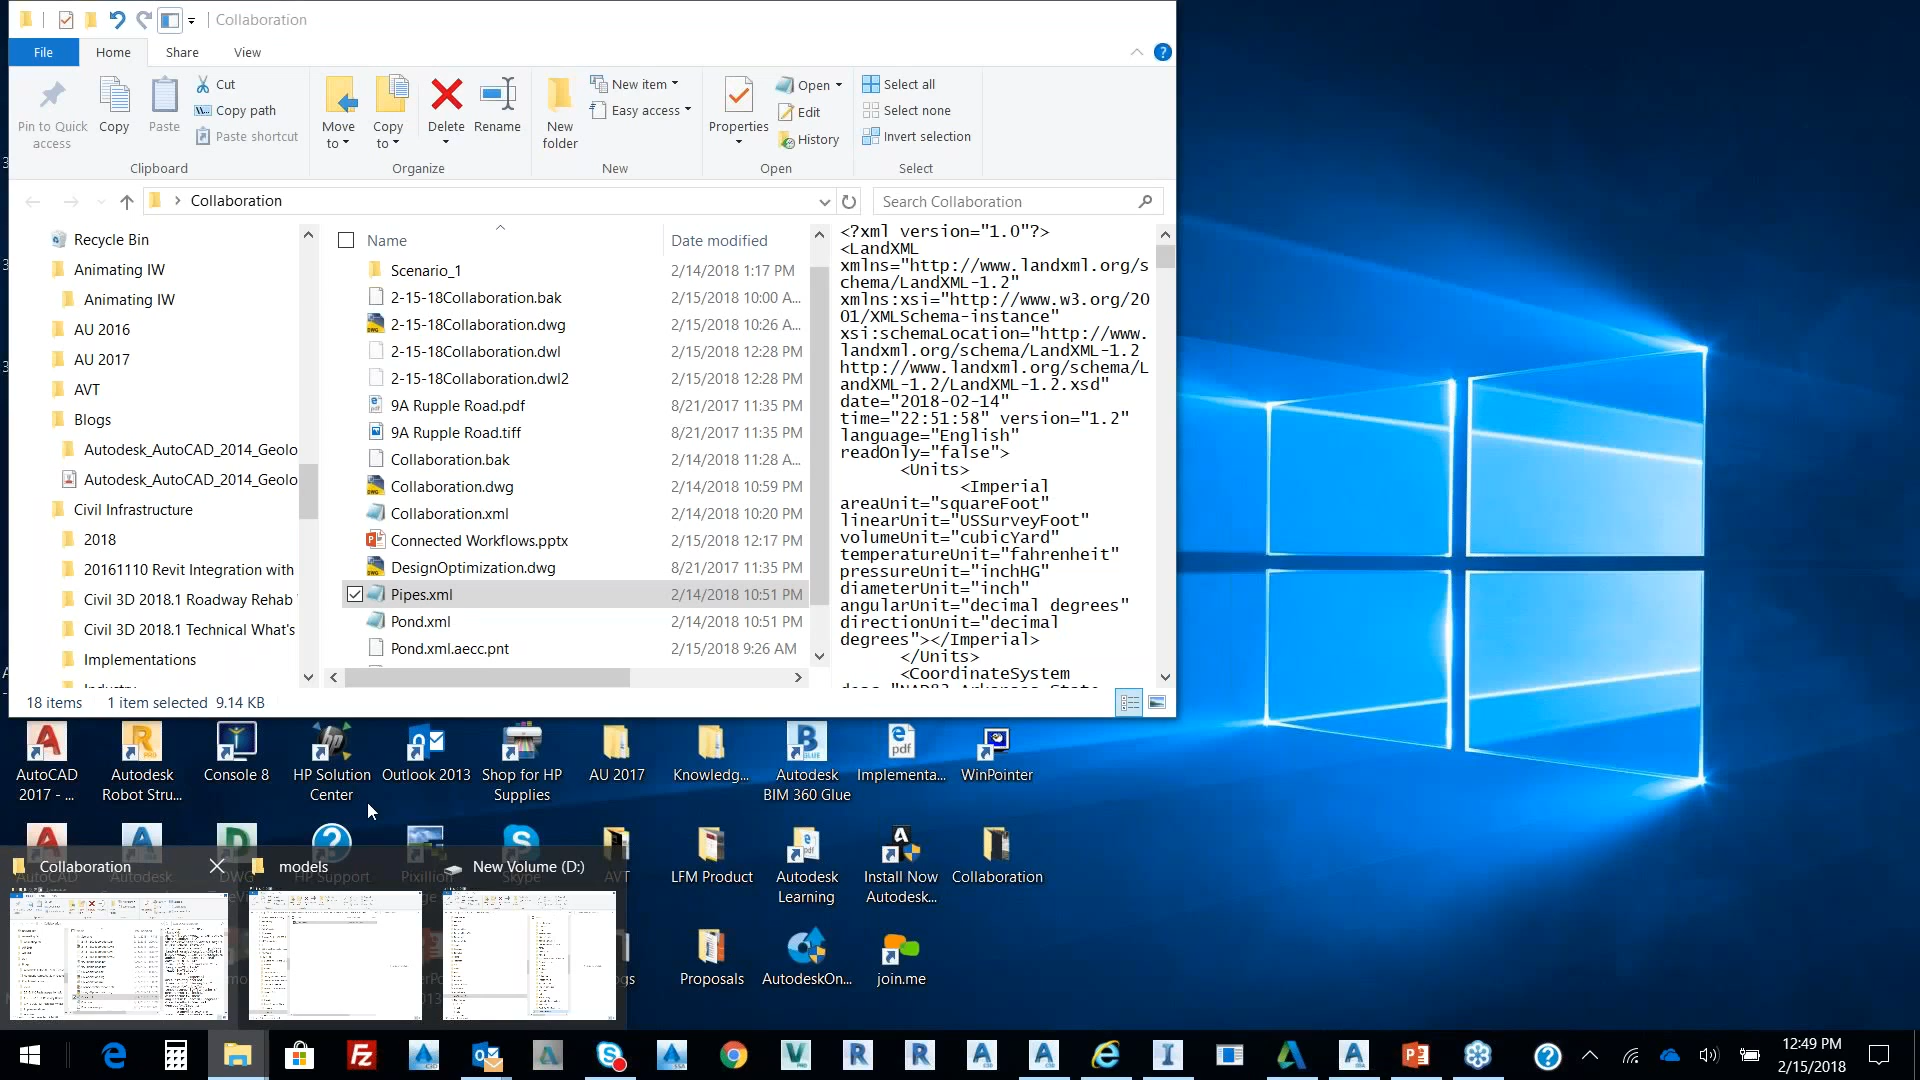 Collaboration
File
Home
Share
View
Pin to Quick access
Copy
Paste
Cut
Copy path
Paste shortcut
Clipboard
Move to
Copy to
Delete
Rename
Organize
New folder
New item
Easy access
New
Properties
Open
Edit
History
Open
Select all
Select none
Invert selection
Select
Collaboration
Search Collaboration
Recycle Bin
Animating IW
Animating IW
AU 2016
AU 2017
AVT
Blogs
Autodesk_AutoCAD_2014_Geolo
Autodesk_AutoCAD_2014_Geolo
Civil Infrastructure
2018
20161110 Revit Integration with
Civil 3D 2018.1 Roadway Rehab
Civil 3D 2018.1 Technical What's
Implementations
Name Date modified
Scenario_1 2/14/2018 1:17 PM
2-15-18Collaboration.bak 2/15/2018 10:00 A...
2-15-18Collaboration.dwg 2/15/2018 10:26 A...
2-15-18Collaboration.dwl 2/15/2018 12:28 PM
2-15-18Collaboration.dwl2 2/15/2018 12:28 PM
9A Rupple Road.pdf 8/21/2017 11:35 PM
9A Rupple Road.tiff 8/21/2017 11:35 PM
Collaboration.bak 2/14/2018 11:28 A...
Collaboration.dwg 2/14/2018 10:59 PM
Collaboration.xml 2/14/2018 10:20 PM
Connected Workflows.pptx 2/15/2018 12:17 PM
DesignOptimization.dwg 8/21/2017 11:35 PM
Pipes.xml 2/14/2018 10:51 PM
Pond.xml 2/14/2018 10:51 PM
Pond.xml.aecc.pnt 2/15/2018 9:26 AM
<?xml version="1.0"?>
<LandXML
xmlns="http://www.landxml.org/s
chema/LandXML-1.2"
xmlns:xsi="http://www.w3.org/20
01/XMLSchema-instance"
xsi:schemaLocation="http://www.
landxml.org/schema/LandXML-1.2
http://www.landxml.org/schema/L
andXML-1.2/LandXML-1.2.xsd"
date="2018-02-14"
time="22:51:58" version="1.2"
language="English"
readOnly="false">
<Units>
<Imperial
areaUnit="squareFoot"
linearUnit="USSurveyFoot"
volumeUnit="cubicYard"
temperatureUnit="fahrenheit"
pressureUnit="inchHG"
diameterUnit="inch"
angularUnit="decimal degrees"
directionUnit="decimal
degrees"></Imperial>
</Units>
<CoordinateSystem
18 items 1 item selected 9.14 KB
AutoCAD 2017 - ...
Autodesk Robot Stru...
Console 8
HP Solution Center
Outlook 2013
Shop for HP Supplies
AU 2017
Knowledg...
Autodesk BIM 360 Glue
Implementa...
WinPointer
AVT
LFM Product
Autodesk Learning
Install Now Autodesk...
Collaboration
Proposals
AutodeskOn...
join.me
Collaboration
models
New Volume (D:)
12:49 PM
2/15/2018